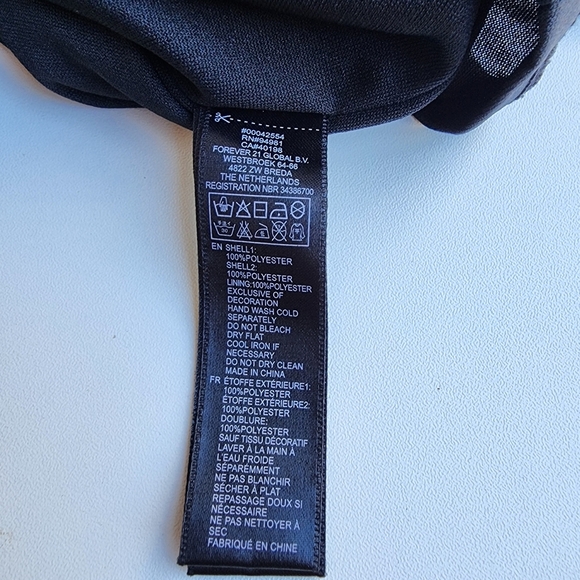 #00042554
RN#94981
CA#40198
FOREVER 21 GLOBAL B.V.
WESTBROEK 64-66
4822 ZW BREDA
THE NETHERLANDS
REGISTRATION NBR 34386700
EN SHELL1:
100%POLYESTER
SHELL2:
100%POLYESTER
LINING:100%POLYESTER
EXCLUSIVE OF
DECORATION
HAND WASH COLD
SEPARATELY
DO NOT BLEACH
DRY FLAT
COOL IRON IF
NECESSARY
DO NOT DRY CLEAN
MADE IN CHINA
FR ÉTOFFE EXTÉRIEURE1:
100%POLYESTER
ÉTOFFE EXTÉRIEURE2:
100%POLYESTER
DOUBLURE:
100%POLYESTER
SAUF TISSU DÉCORATIF
LAVER À LA MAIN À
L'EAU FROIDE
SÉPARÉMENT
NE PAS BLANCHIR
SÉCHER À PLAT
REPASSAGE DOUX SI
NÉCESSAIRE
NE PAS NETTOYER À
SEC
FABRIQUÉ EN CHINE